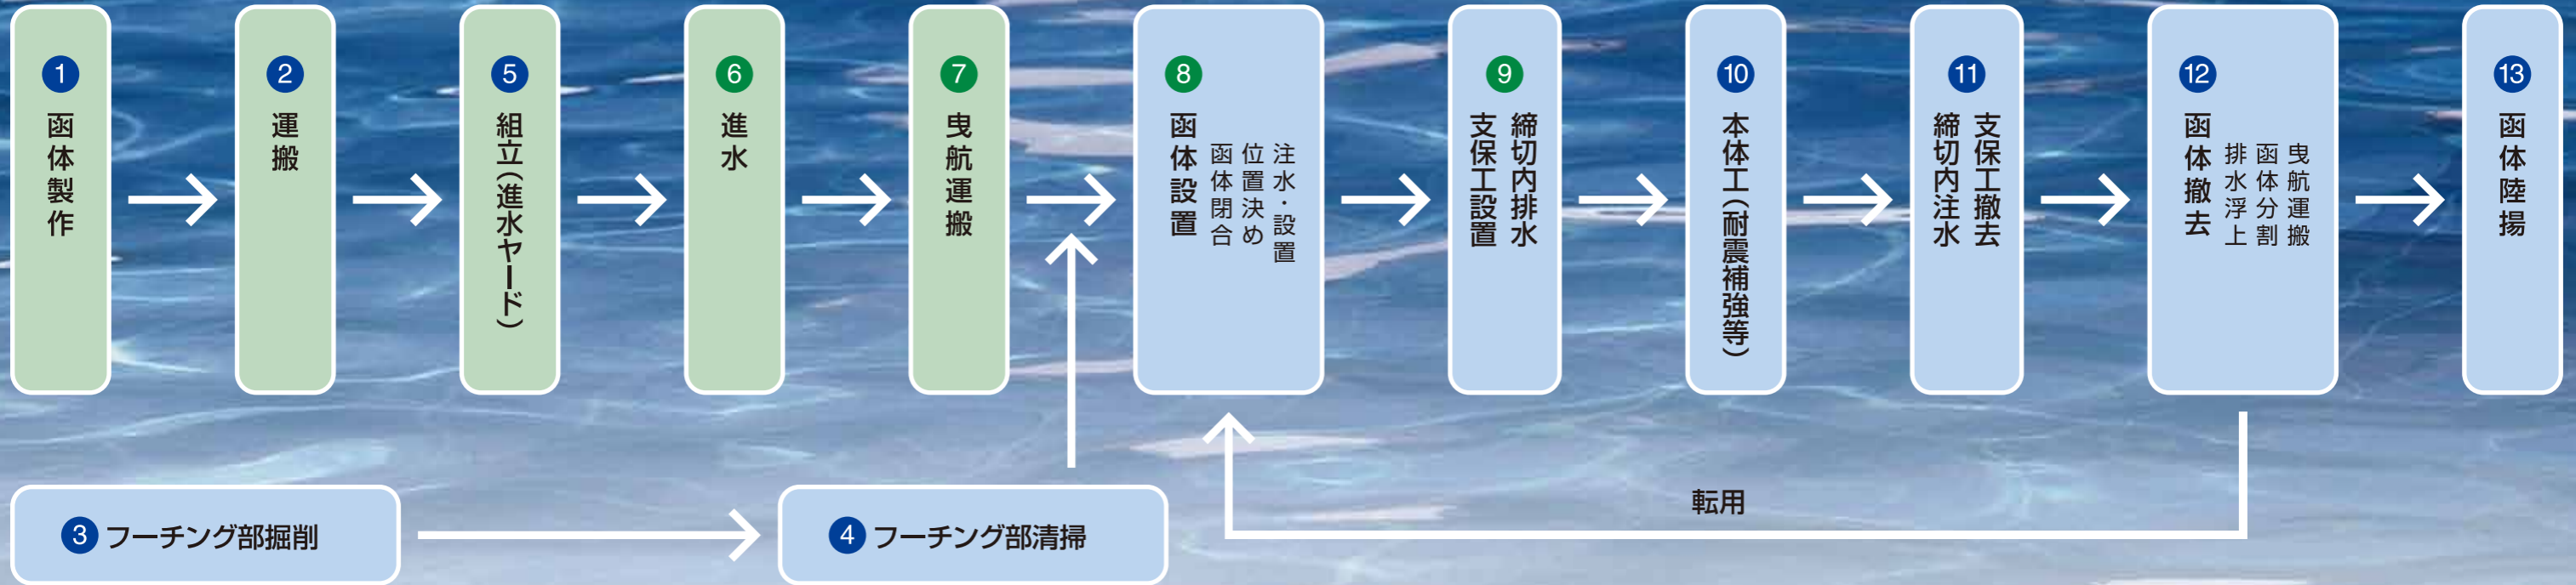 1
函体製作
2
運搬
5
組立(進水ヤード)
6
進水
7
曳航運搬
8
函体設置
注水・設置
位置決め
函体閉合
9
締切内排水
支保工設置
10
本体工(耐震補強等)
11
支保工撤去
締切内注水
12
函体撤去
曳航運搬
函体分割
排水浮上
13
函体陸揚
3 フーチング部掘削
4 フーチング部清掃
転用